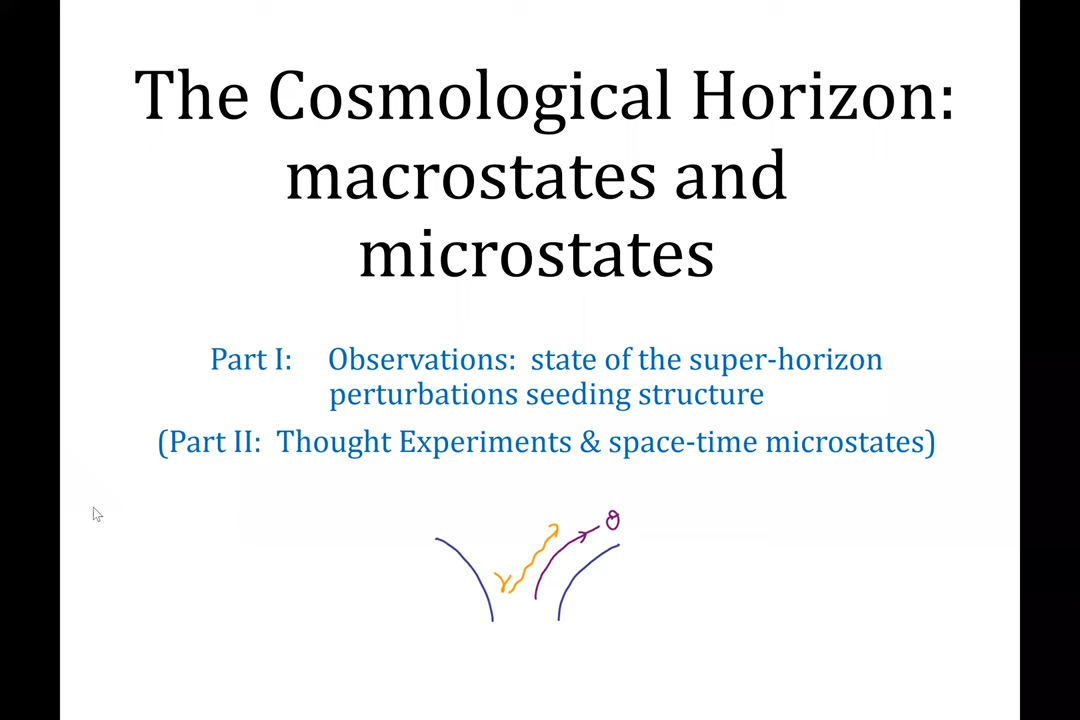 The Cosmological Horizon:
macrostates and
microstates
Part I: Observations: state of the super-horizon
perturbations seeding structure
(Part II: Thought Experiments & space-time microstates)
γ